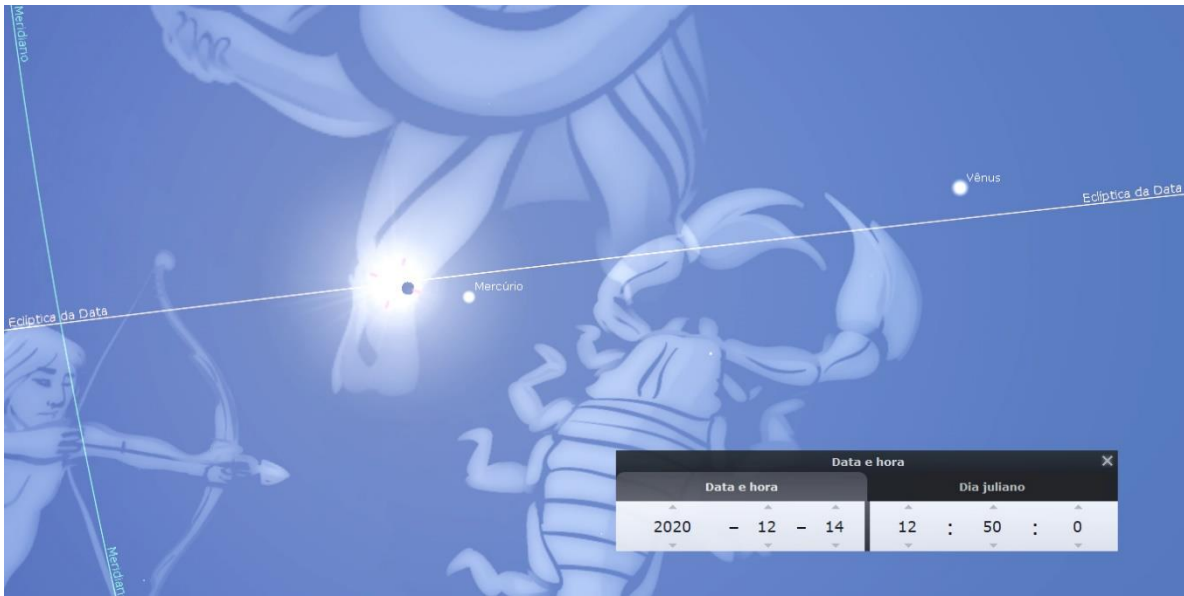 Meridiano
Vênus
Eclíptica da Data
Mercúrio
Eclíptica da Data
Data e hora
Data e hora Dia juliano
2020 - 12 - 14 12 : 50 : 0
Meridian